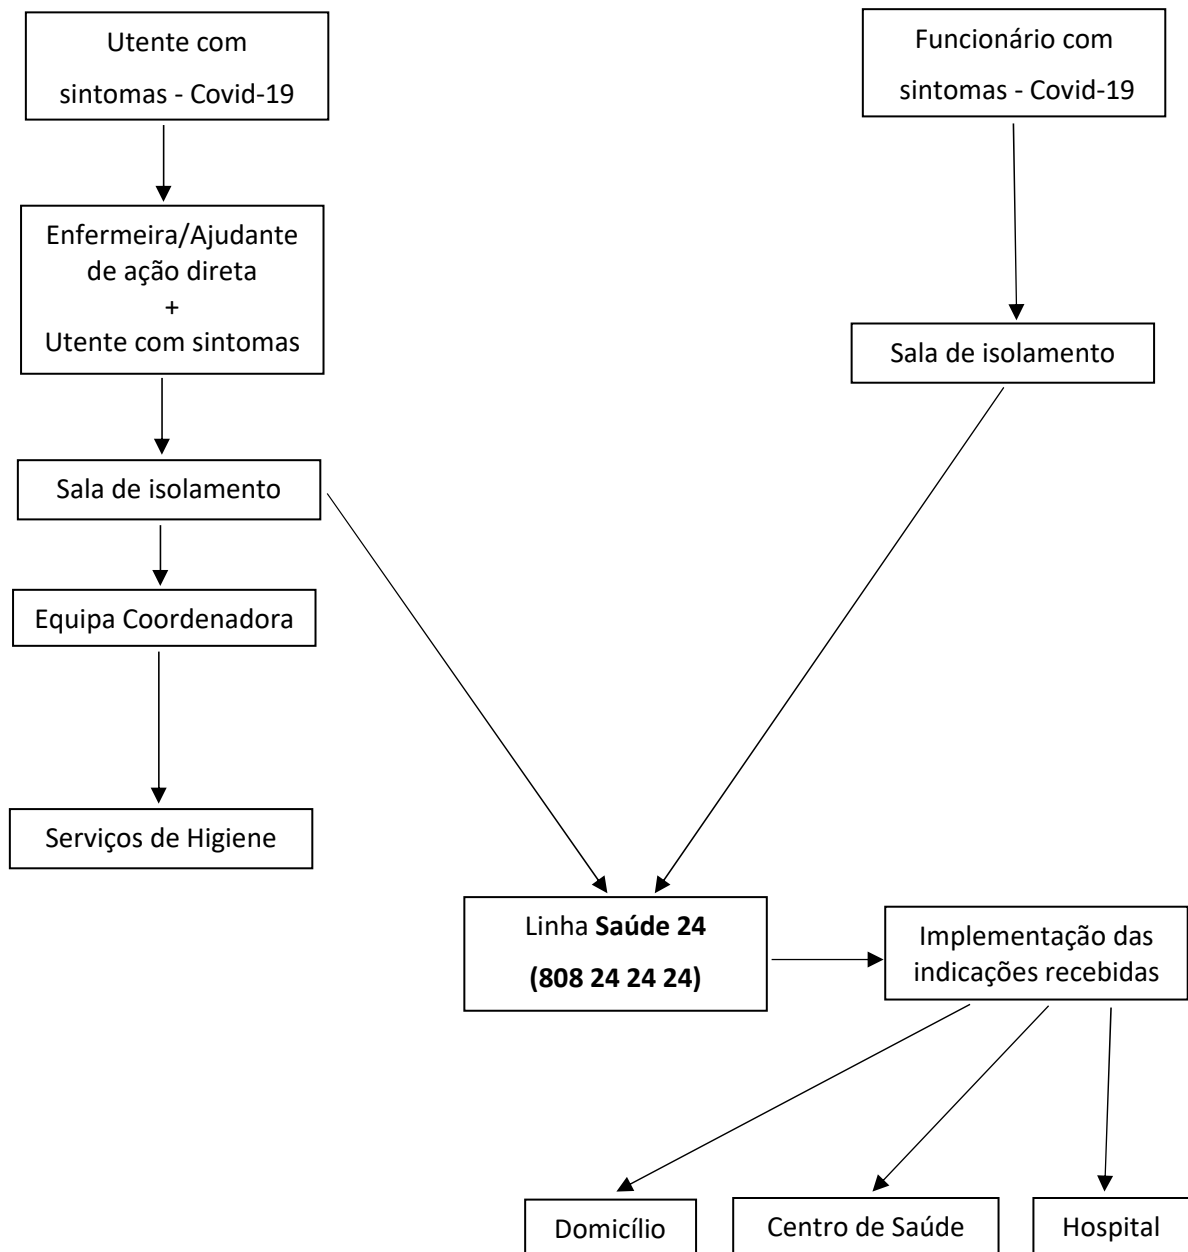 Utente com
sintomas - Covid-19
Funcionário com
sintomas - Covid-19
Enfermeira/Ajudante
de ação direta
+
Utente com sintomas
Sala de isolamento
Sala de isolamento
Equipa Coordenadora
Serviços de Higiene
Linha Saúde 24
(808 24 24 24)
Implementação das
indicações recebidas
Domicílio
Centro de Saúde
Hospital